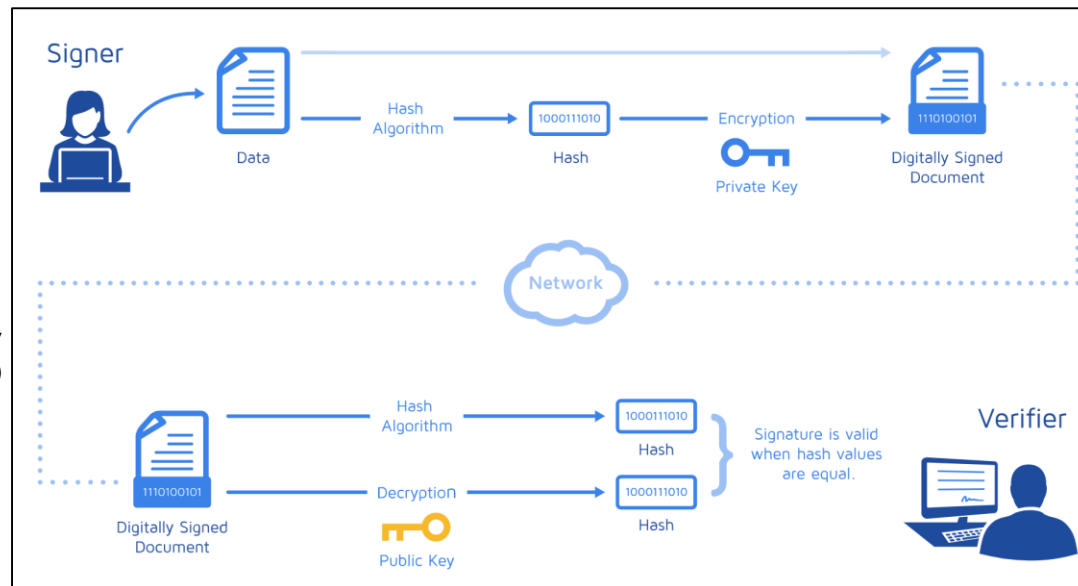 Signer
Data
Hash
Algorithm
1000111010
Hash
Encryption
Private Key
1110100101
Digitally Signed
Document
Network
1110100101
Digitally Signed
Document
Hash
Algorithm
1000111010
Hash
Decryption
Public Key
1000111010
Hash
Signature is valid
when hash values
are equal.
Verifier